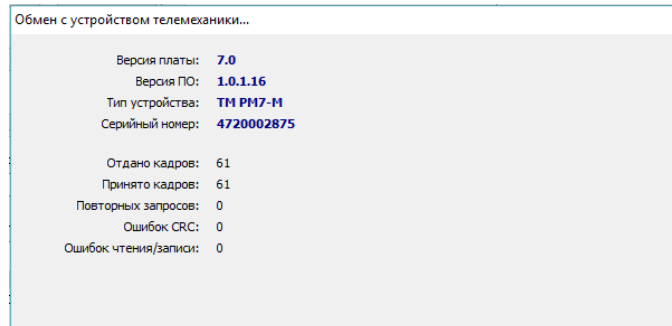 Обмен с устройством телемеханики...
Версия платы: 7.0
Версия ПО: 1.0.1.16
Тип устройства: ТМ РМ7-М
Серийный номер: 4720002875
Отдано кадров: 61
Принято кадров: 61
Повторных запросов: 0
Ошибок CRC: 0
Ошибок чтения/записи: 0